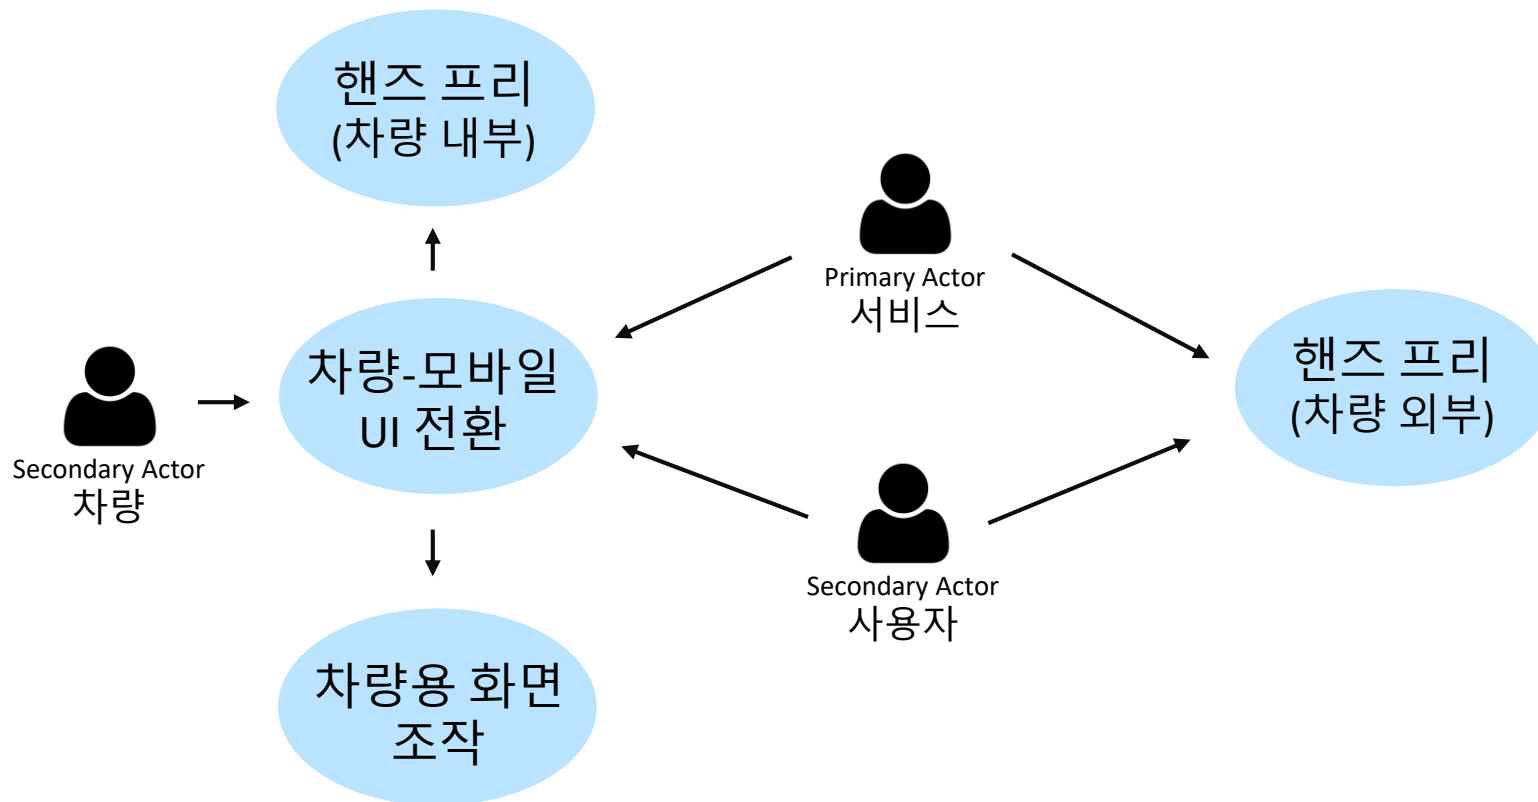 핸즈 프리
(차량 내부)
Primary Actor
서비스
차량-모바일
UI 전환
핸즈 프리
(차량 외부)
Secondary Actor
차량
Secondary Actor
사용자
차량용 화면
조작